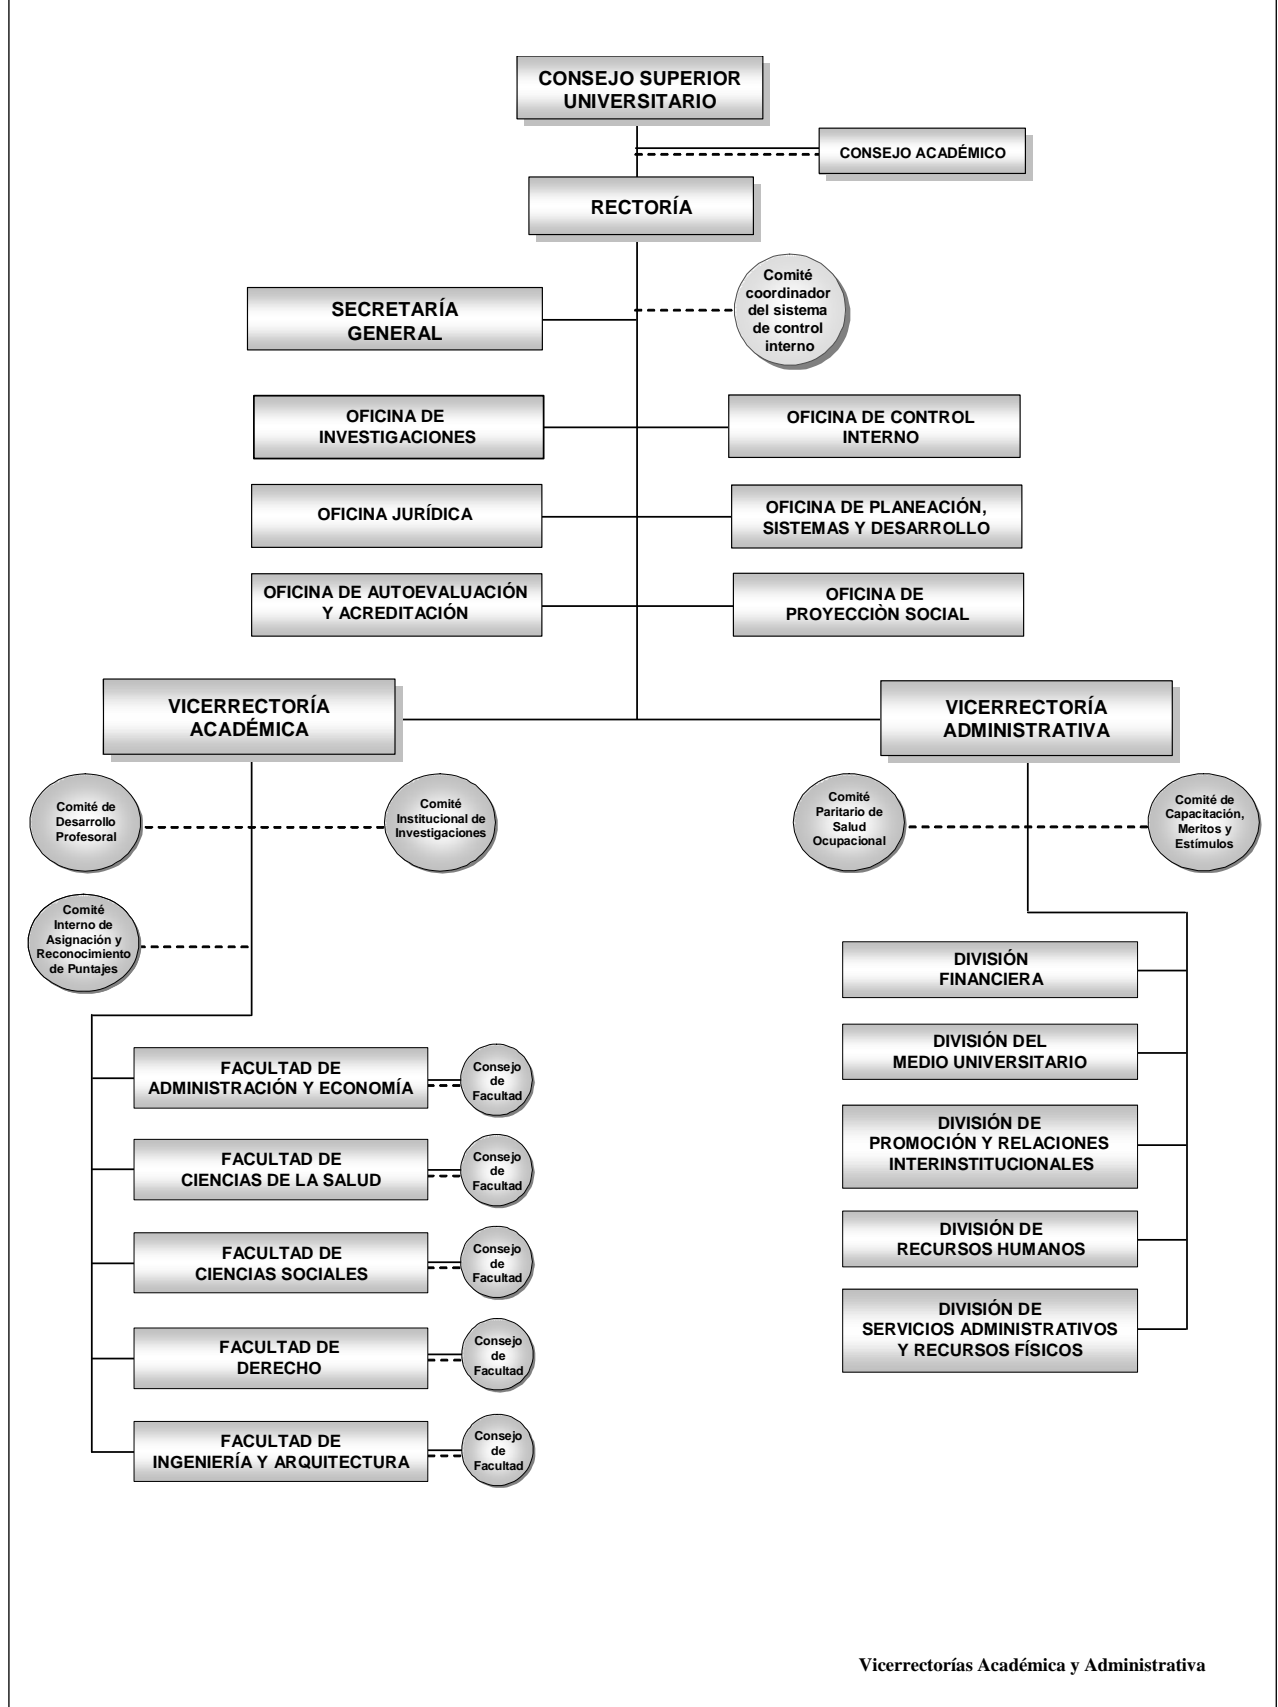 CONSEJO SUPERIOR
UNIVERSITARIO
CONSEJO ACADÉMICO
RECTORÍA
Comité
coordinador
del sistema
de control
interno
SECRETARÍA
GENERAL
OFICINA DE
INVESTIGACIONES
OFICINA DE CONTROL
INTERNO
OFICINA JURÍDICA
OFICINA DE PLANEACIÓN,
SISTEMAS Y DESARROLLO
OFICINA DE AUTOEVALUACIÓN
Y ACREDITACIÓN
OFICINA DE
PROYECCIÒN SOCIAL
VICERRECTORÍA
ACADÉMICA
VICERRECTORÍA
ADMINISTRATIVA
Comité de
Desarrollo
Profesoral
Comité
Institucional de
Investigaciones
Comité
Paritario de
Salud
Ocupacional
Comité de
Capacitación,
Meritos y
Estímulos
Comité
Interno de
Asignación y
Reconocimiento
de Puntajes
DIVISIÓN
FINANCIERA
DIVISIÓN DEL
MEDIO UNIVERSITARIO
DIVISIÓN DE
PROMOCIÓN Y RELACIONES
INTERINSTITUCIONALES
DIVISIÓN DE
RECURSOS HUMANOS
DIVISIÓN DE
SERVICIOS ADMINISTRATIVOS
Y RECURSOS FÍSICOS
FACULTAD DE
ADMINISTRACIÓN Y ECONOMÍA
Consejo
de
Facultad
FACULTAD DE
CIENCIAS DE LA SALUD
Consejo
de
Facultad
FACULTAD DE
CIENCIAS SOCIALES
Consejo
de
Facultad
FACULTAD DE
DERECHO
Consejo
de
Facultad
FACULTAD DE
INGENIERÍA Y ARQUITECTURA
Consejo
de
Facultad
Vicerrectorías Académica y Administrativa